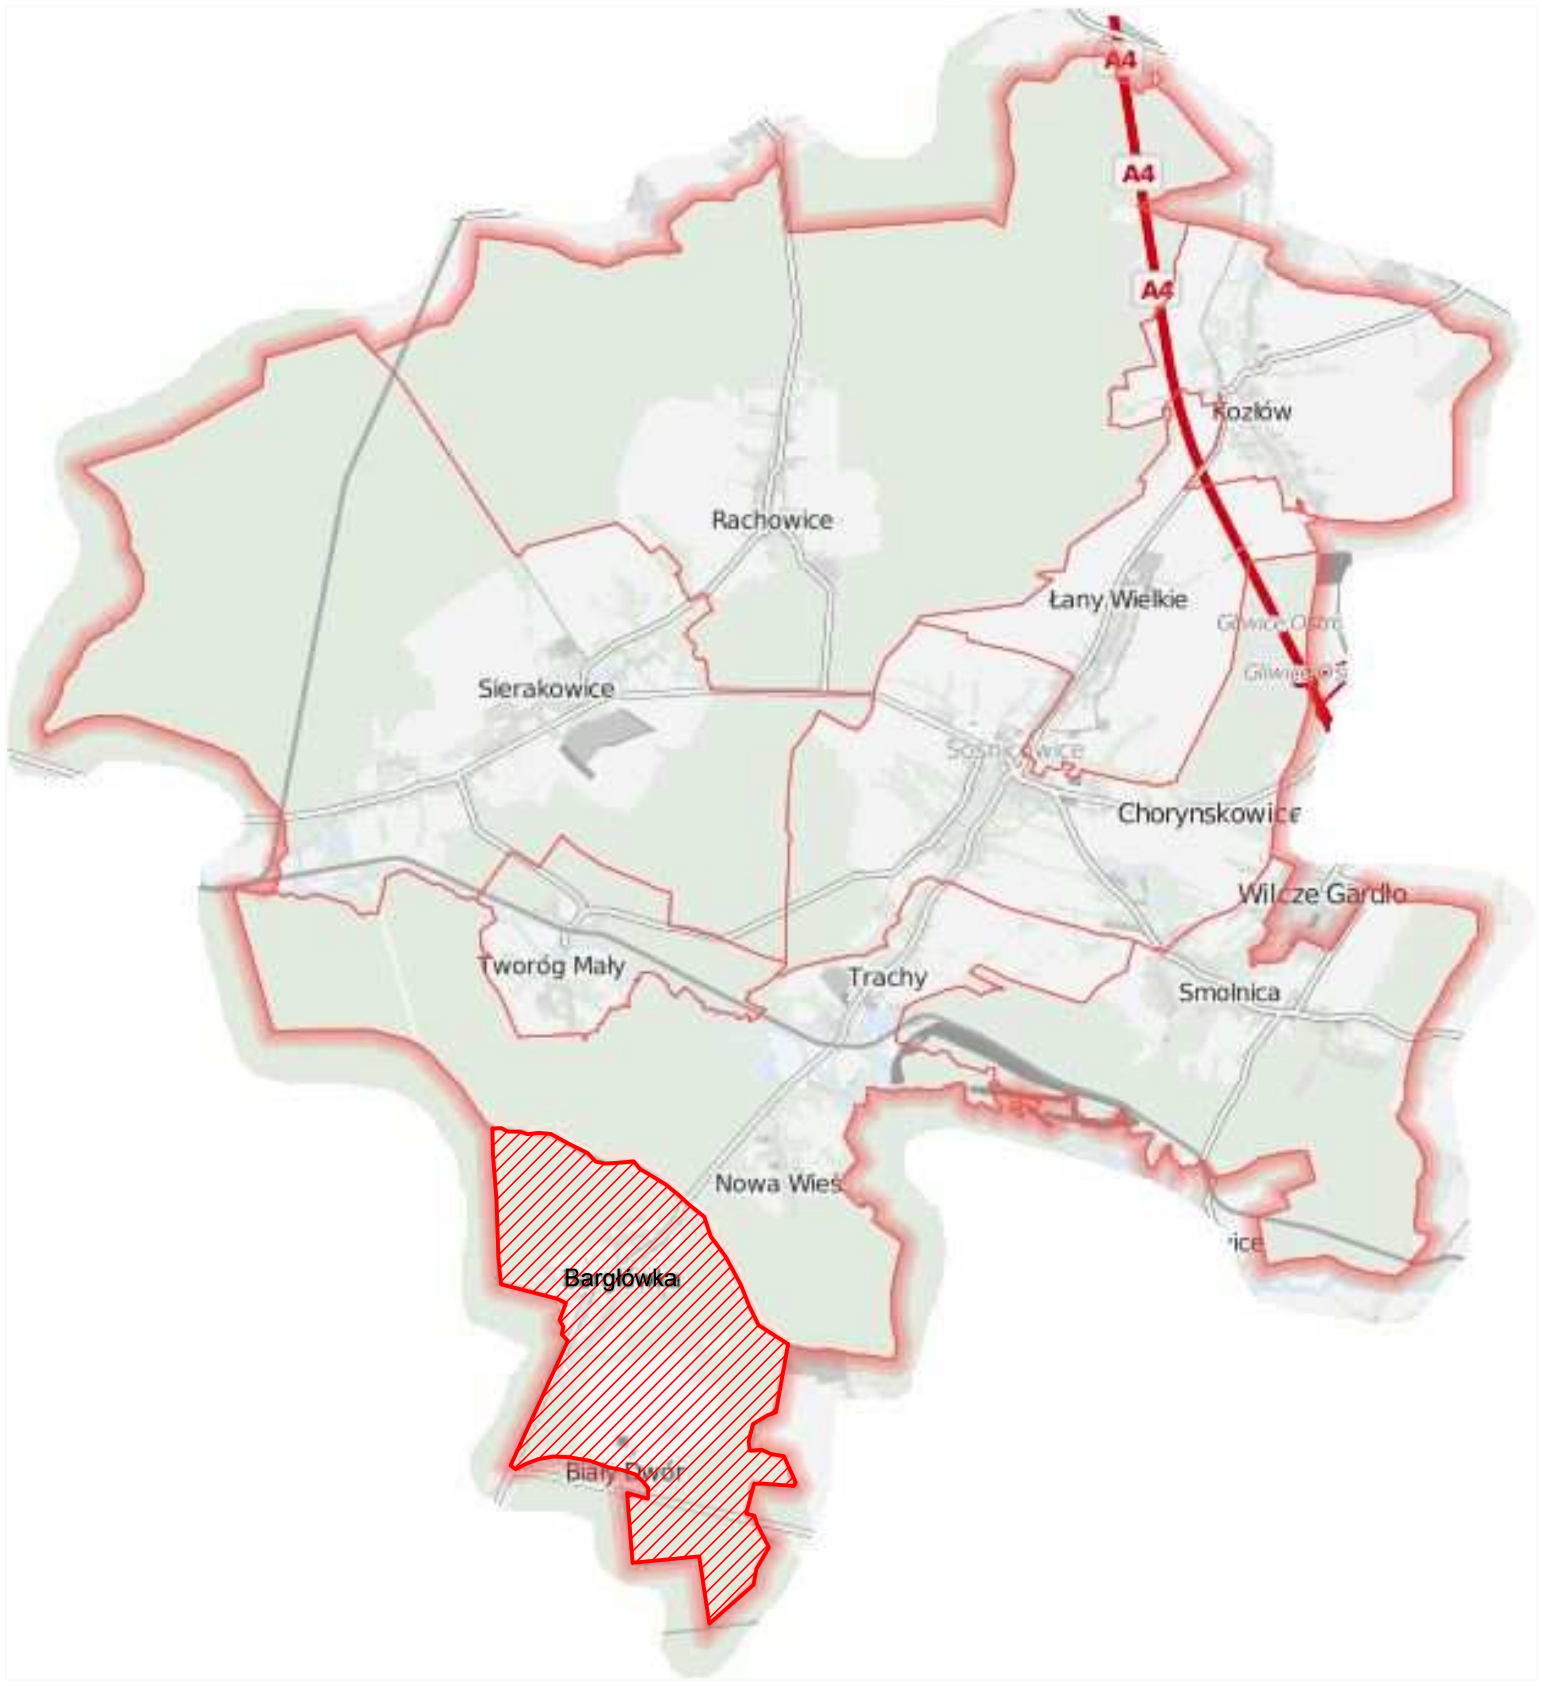 A4
A4
A4
Kozłów
Rachowice
Łany Wielkie
Sierakowice
Sośnicowice
Chorynskowice
Wilcze Gardło
Tworóg Mały
Trachy
Smolnica
Nowa Wieś
Bargłówka
Biały Dwór